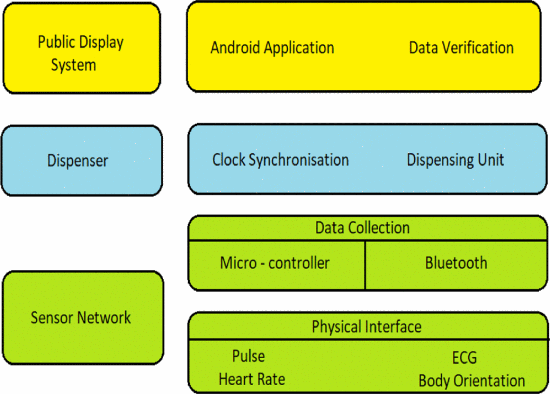 Public Display
System
Android Application Data Verification
Dispenser
Clock Synchronisation Dispensing Unit
Data Collection
Micro - controller Bluetooth
Sensor Network
Physical Interface
Pulse ECG
Heart Rate Body Orientation